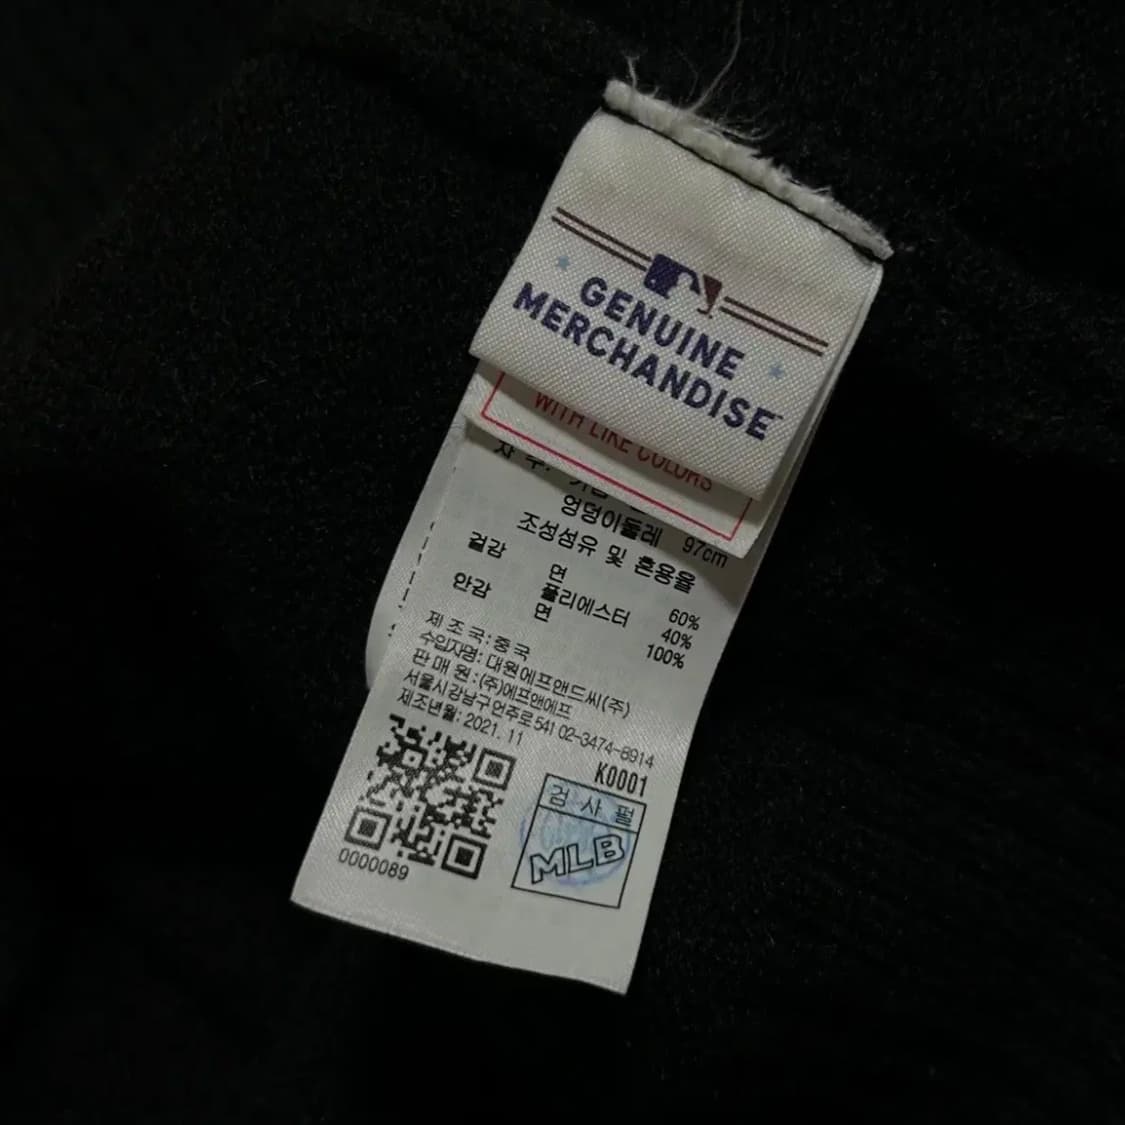 GENUINE
MERCHANDISE™
WITH LIKE COLORS
엉덩이둘레 97cm
조성섬유 및 혼용율
겉감 면 60%
폴리에스터 40%
안감 면 100%
제 조 국: 중 국
수입자명: 대원에프앤드씨(주)
판 매 원 :(주)에프앤에프
서울시 강남구 언주로 541 02-3474-8914
제조년월: 2021. 11
K0001
검 사 필
MLB
0000089